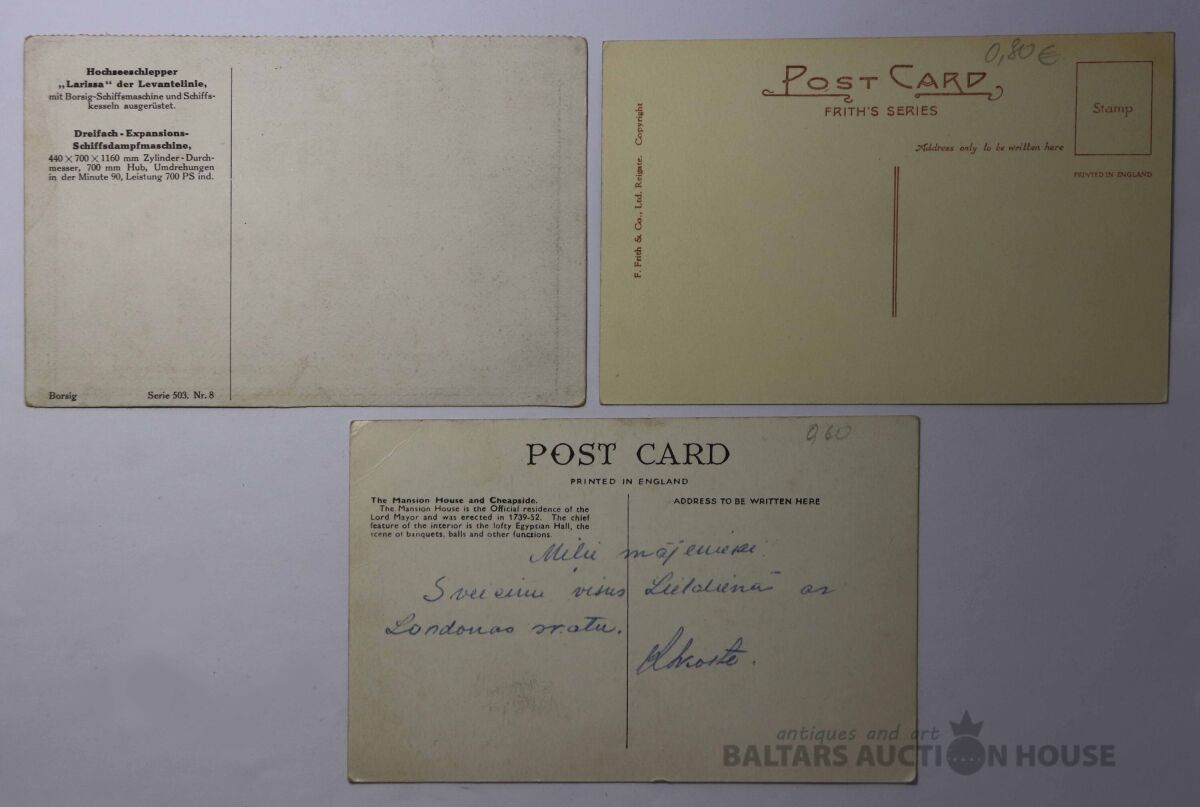 Hochseeschlepper
„Larissa“ der Levantelinie,
mit Borsig-Schiffsmaschine und Schiffs-
kesseln ausgerüstet.
Dreifach-Expansions-
Schiffsdampfmaschine,
440 × 700 × 1160 mm Zylinder-Durch-
messer, 700 mm Hub, Umdrehungen
in der Minute 90, Leistung 700 PS ind.
Borsig Serie 503. Nr. 8
0,80 €
POST CARD
FRITH'S SERIES
Stamp
Address only to be written here
PRINTED IN ENGLAND
F. Frith & Co., Ltd. Reigate. Copyright
0,60
POST CARD
PRINTED IN ENGLAND
The Mansion House and Cheapside.
The Mansion House is the Official residence of the
Lord Mayor and was erected in 1739-52. The chief
feature of the interior is the lofty Egyptian Hall, the
scene of banquets, balls and other functions.
ADDRESS TO BE WRITTEN HERE
Milie mājenieki
Sveicinu visus Lieldienās ar
Londonas skatu.
antiques and art
BALTARS AUCTION HOUSE